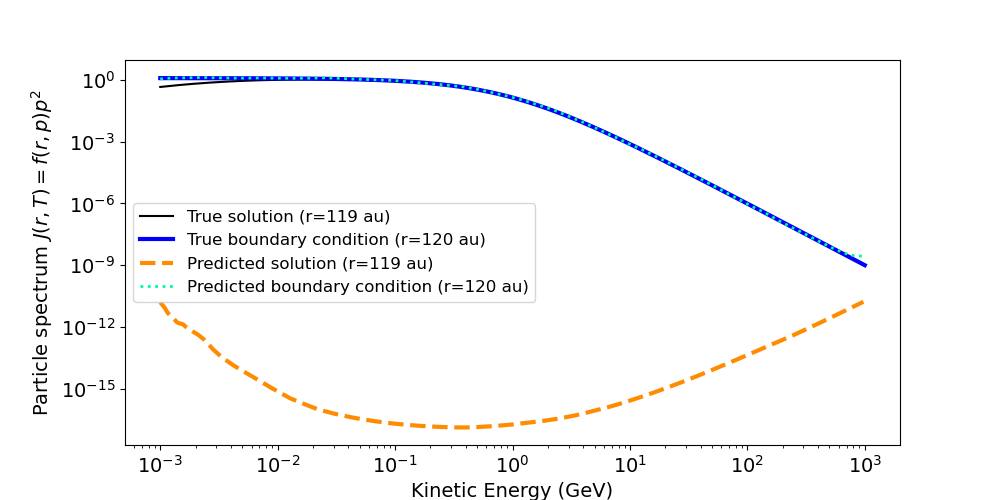 Particle spectrum J(r, T) = f(r, p)p²
10⁰
10⁻³
10⁻⁶
10⁻⁹
10⁻¹²
10⁻¹⁵
True solution (r=119 au)
True boundary condition (r=120 au)
Predicted solution (r=119 au)
Predicted boundary condition (r=120 au)
10⁻³ 10⁻² 10⁻¹ 10⁰ 10¹ 10² 10³
Kinetic Energy (GeV)